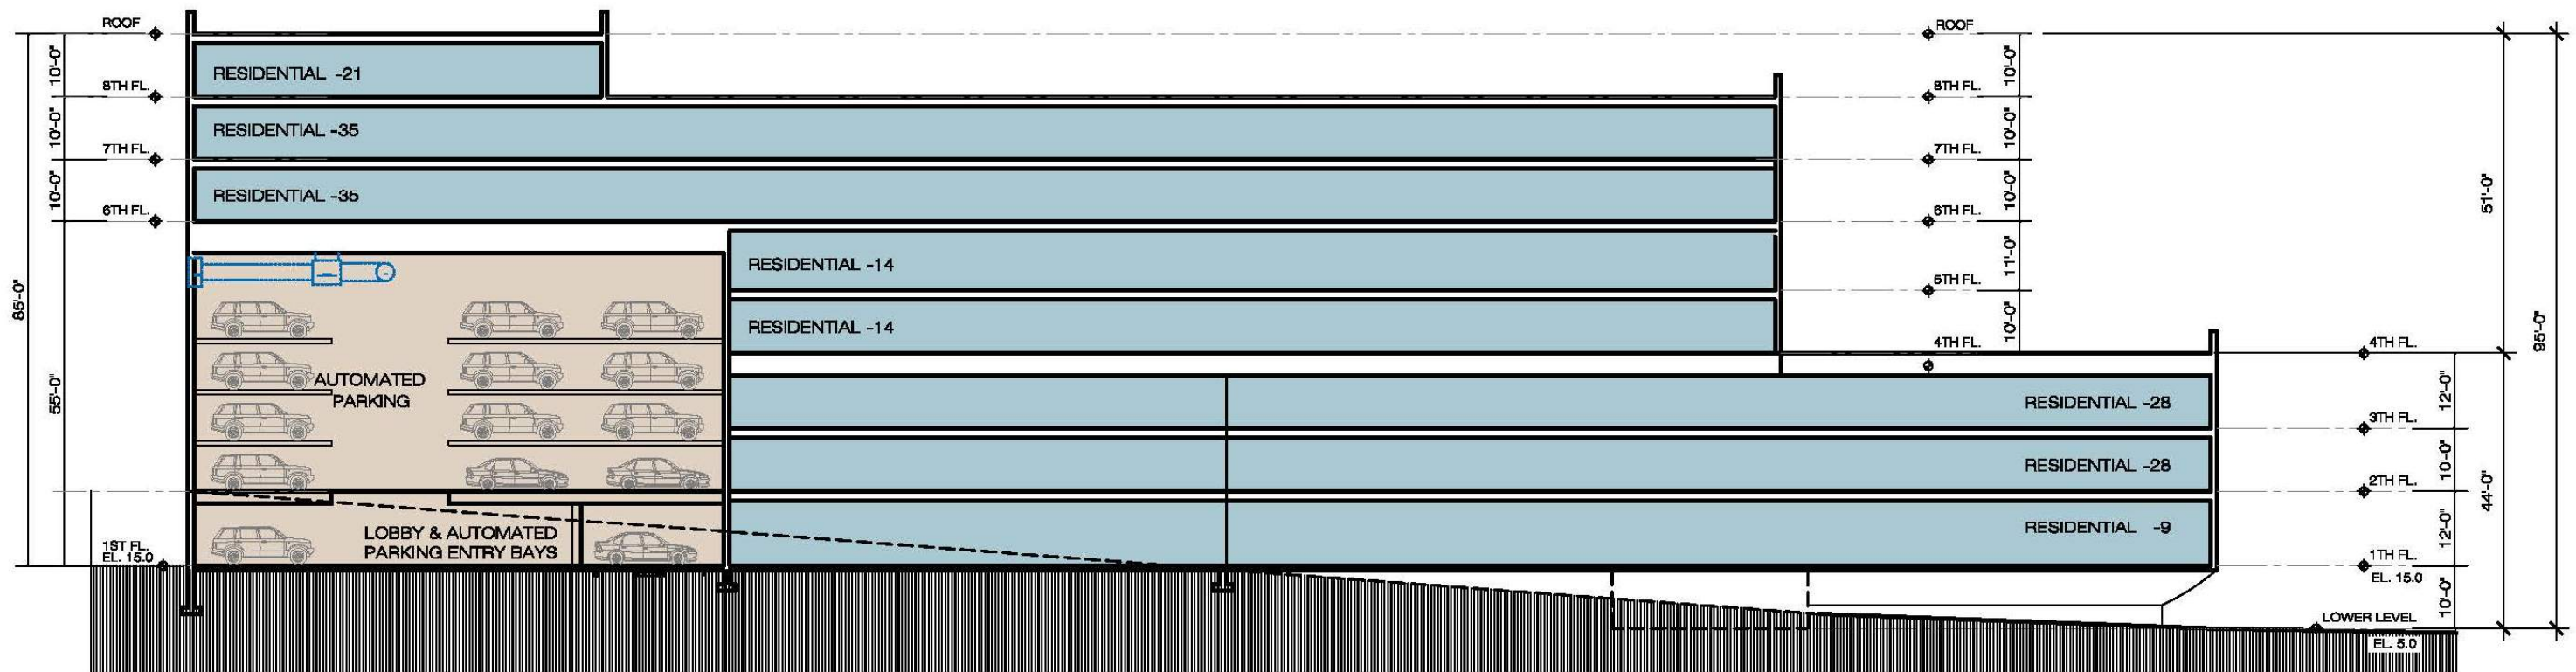 ROOF
ROOF
10'-0"
RESIDENTIAL -21
10'-0"
8TH FL.
8TH FL.
10'-0"
RESIDENTIAL -35
10'-0"
7TH FL.
7TH FL.
10'-0"
RESIDENTIAL -35
10'-0"
51'-0"
6TH FL.
6TH FL.
RESIDENTIAL -14
11'-0"
5TH FL.
85'-0"
RESIDENTIAL -14
10'-0"
95'-0"
4TH FL.
4TH FL.
AUTOMATED
PARKING
55'-0"
RESIDENTIAL -28
12'-0"
3TH FL.
RESIDENTIAL -28
10'-0"
2TH FL.
44'-0"
LOBBY & AUTOMATED
PARKING ENTRY BAYS
RESIDENTIAL -9
12'-0"
1ST FL.
EL. 15.0
1TH FL.
EL. 15.0
10'-0"
LOWER LEVEL
EL. 5.0